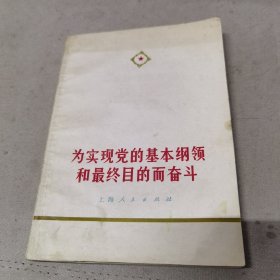 为实现党的基本纲领
和最终目的而奋斗
上海人民出版社